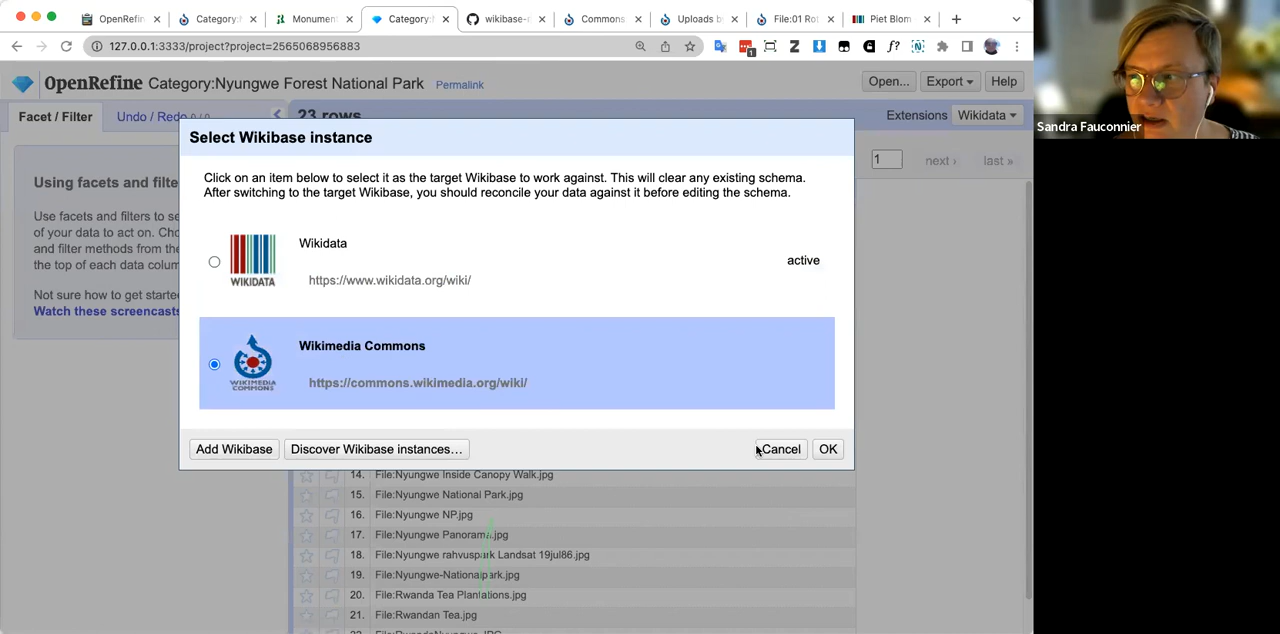 OpenRefin
Category:F
Monument
Category:F
wikibase-r
Commons
Uploads b
File:01 Ro
Piet Blom
127.0.0.1:3333/project?project=2565068956883
1
f?
OpenRefine Category:Nyungwe Forest National Park Permalink
Open... Export Help
Facet / Filter Undo / Redo 0 / 0
23 rows
Extensions Wikidata
Sandra Fauconnier
Select Wikibase instance
1 next › last »
Click on an item below to select it as the target Wikibase to work against. This will clear any existing schema.
After switching to the target Wikibase, you should reconcile your data against it before editing the schema.
Using facets and filte
Use facets and filters to se
of your data to act on. Cho
and filter methods from the
the top of each data colum
Not sure how to get starte
Watch these screencasts
WIKIDATA
Wikidata
https://www.wikidata.org/wiki/
active
WIKIMEDIA
COMMONS
Wikimedia Commons
https://commons.wikimedia.org/wiki/
Add Wikibase Discover Wikibase instances… Cancel OK
14. File:Nyungwe Inside Canopy Walk.jpg
15. File:Nyungwe National Park.jpg
16. File:Nyungwe NP.jpg
17. File:Nyungwe Panorama.jpg
18. File:Nyungwe rahvuspark Landsat 19jul86.jpg
19. File:Nyungwe-Nationalpark.jpg
20. File:Rwanda Tea Plantations.jpg
21. File:Rwandan Tea.jpg